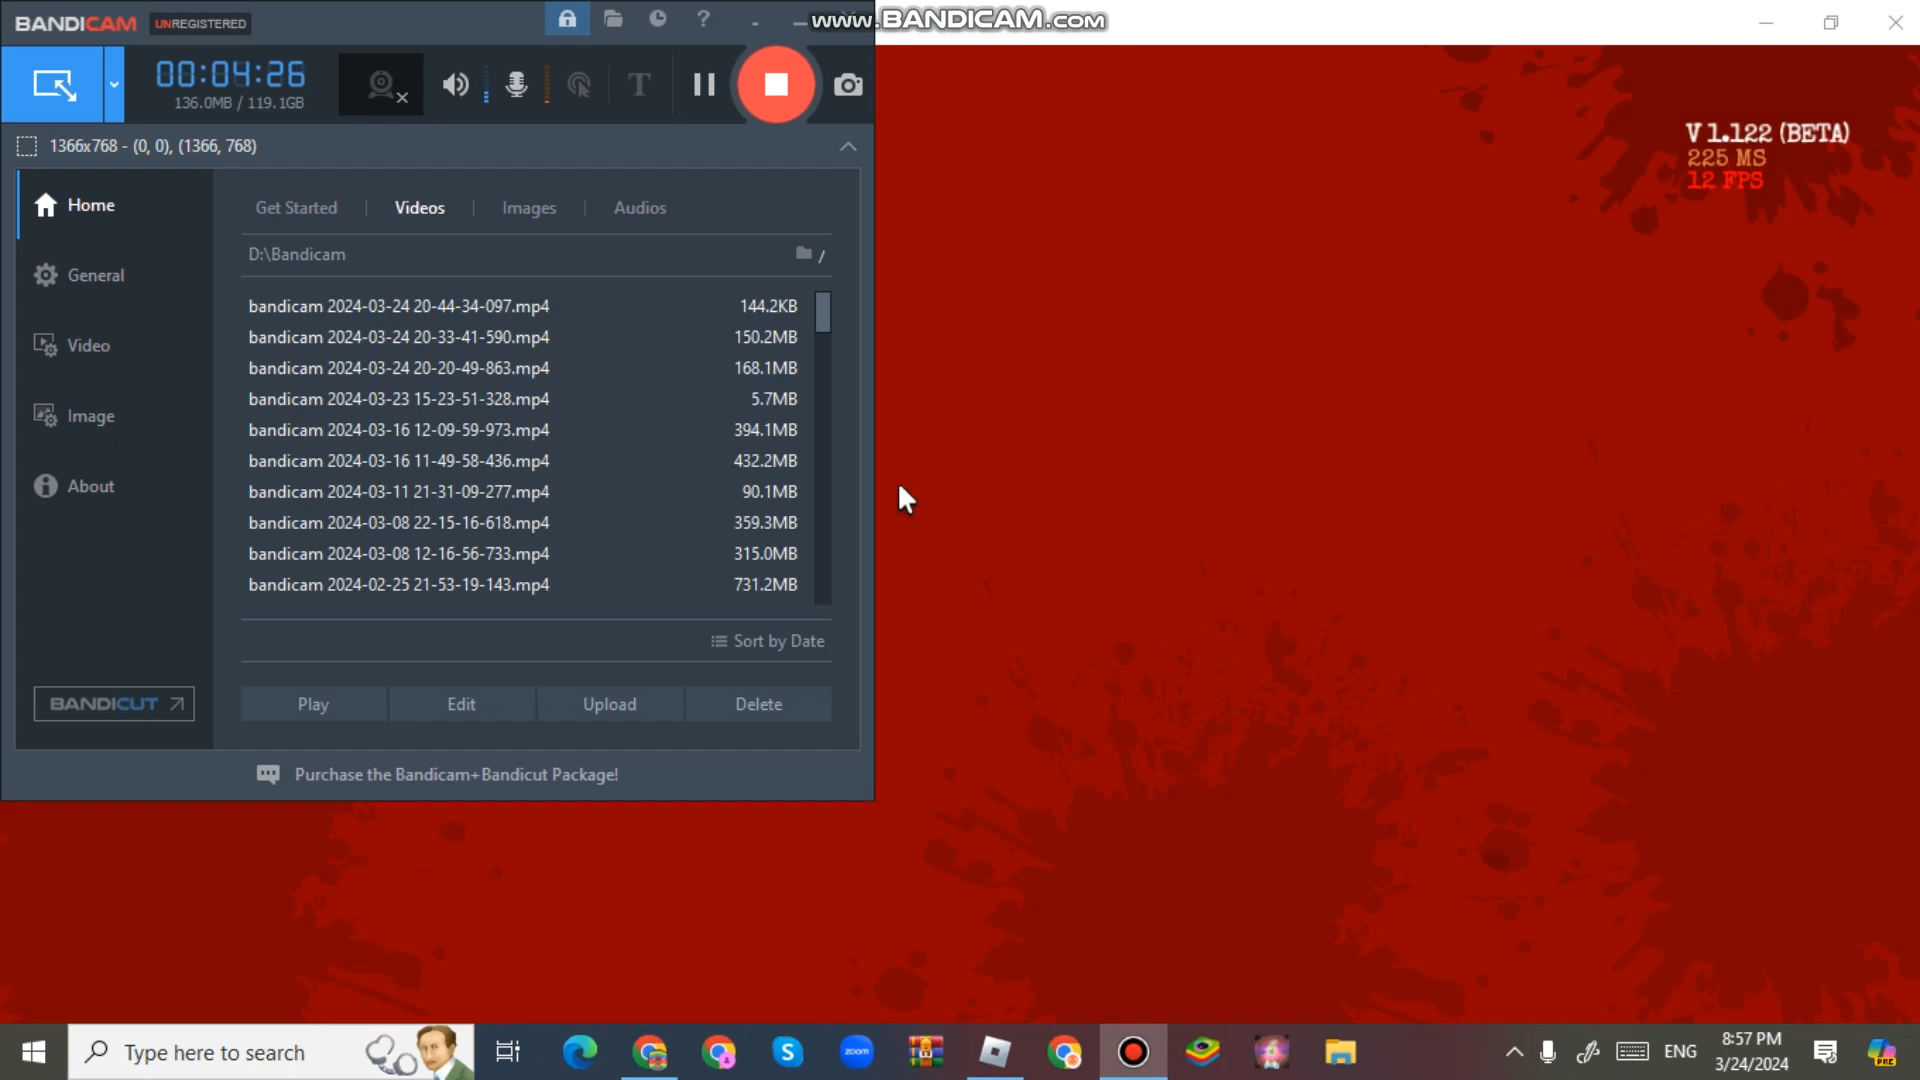 BANDICAM UNREGISTERED
www.BANDICAM.com
00:04:26
136.0MB / 119.1GB
1366x768 - (0, 0), (1366, 768)
Home
General
Video
Image
About
BANDICUT
Get Started | Videos | Images | Audios
D:\Bandicam
/
bandicam 2024-03-24 20-44-34-097.mp4 144.2KB
bandicam 2024-03-24 20-33-41-590.mp4 150.2MB
bandicam 2024-03-24 20-20-49-863.mp4 168.1MB
bandicam 2024-03-23 15-23-51-328.mp4 5.7MB
bandicam 2024-03-16 12-09-59-973.mp4 394.1MB
bandicam 2024-03-16 11-49-58-436.mp4 432.2MB
bandicam 2024-03-11 21-31-09-277.mp4 90.1MB
bandicam 2024-03-08 22-15-16-618.mp4 359.3MB
bandicam 2024-03-08 12-16-56-733.mp4 315.0MB
bandicam 2024-02-25 21-53-19-143.mp4 731.2MB
Sort by Date
Play Edit Upload Delete
Purchase the Bandicam+Bandicut Package!
V 1.122 (BETA)
225 MS
12 FPS
Type here to search
zoom
ENG
8:57 PM
3/24/2024
PRE